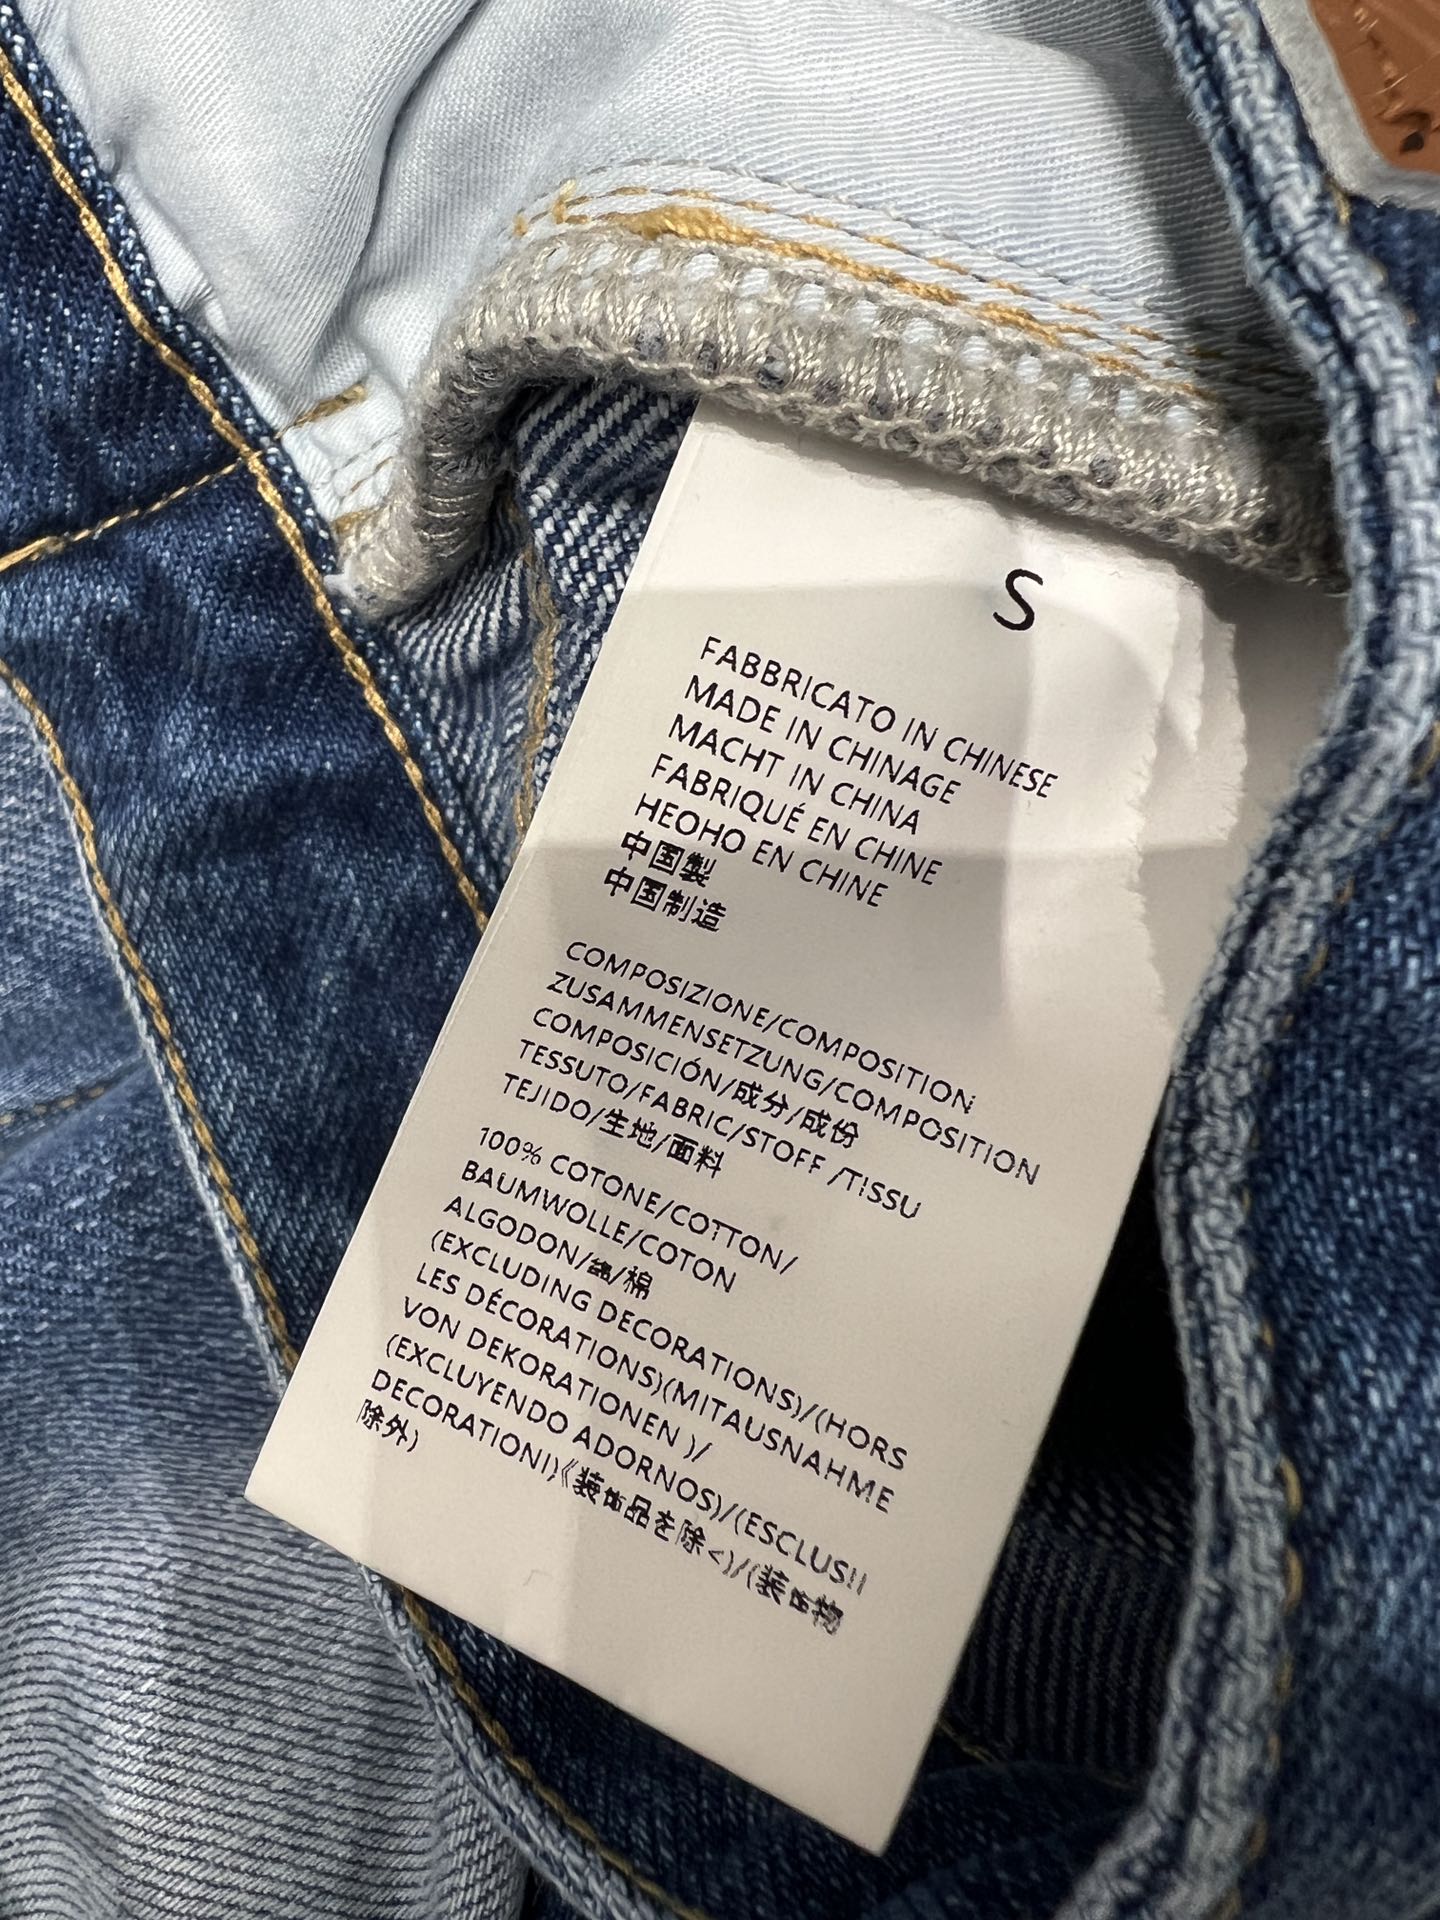 S
FABBRICATO IN CHINESE
MADE IN CHINAGE
MACHT IN CHINA
FABRIQUÉ EN CHINE
HEOHO EN CHINE
中国製
中国制造
COMPOSIZIONE/COMPOSITION
ZUSAMMENSETZUNG/COMPOSITION
COMPOSICIÓN/成分/成份
TESSUTO/FABRIC/STOFF /TISSU
TEJIDO/生地/面料
100% COTONE/COTTON/
BAUMWOLLE/COTON
ALGODON/綿/棉
(EXCLUDING DECORATIONS)/(HORS
LES DÉCORATIONS)(MITAUSNAHME
VON DEKORATIONEN )/
(EXCLUYENDO ADORNOS)/(ESCLUSII
DECORATIONI)《装饰品を除<)/(装饰物
除外)